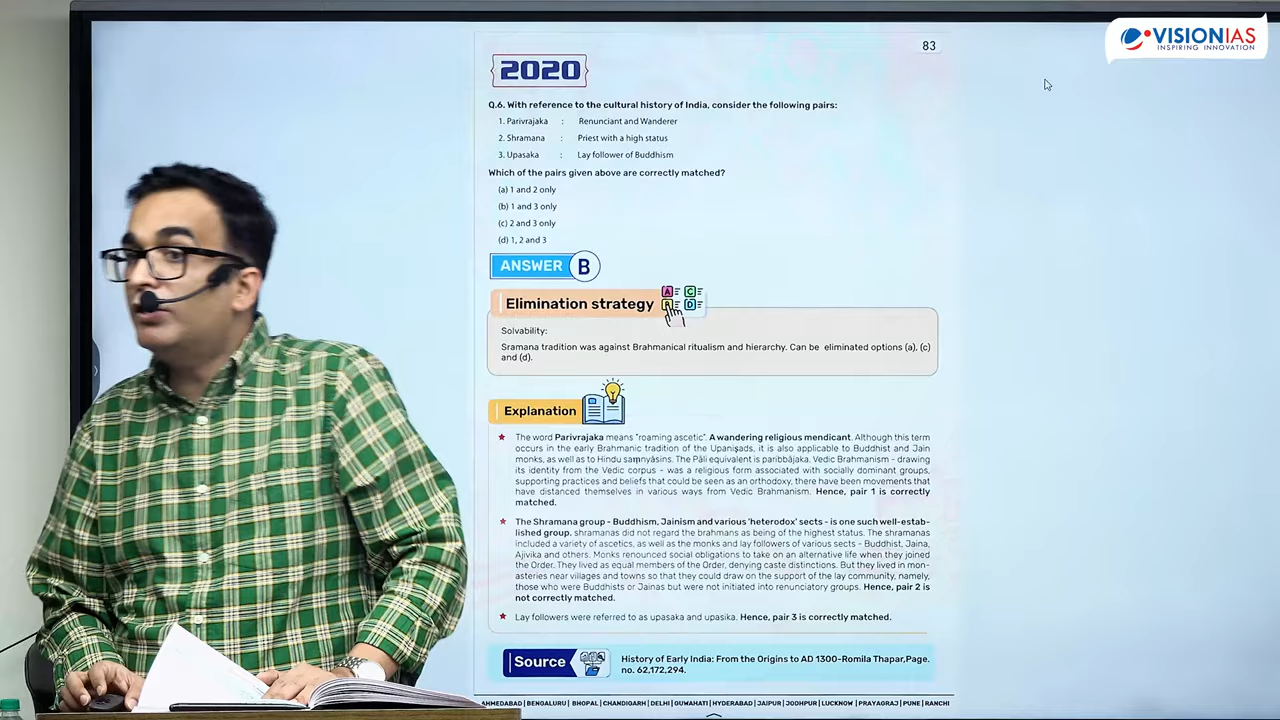 VISIONIAS
INSPIRING INNOVATION
83
2020
Q.6. With reference to the cultural history of India, consider the following pairs:
1. Parivrajaka : Renunciant and Wanderer
2. Shramana : Priest with a high status
3. Upasaka : Lay follower of Buddhism
Which of the pairs given above are correctly matched?
(a) 1 and 2 only
(b) 1 and 3 only
(c) 2 and 3 only
(d) 1, 2 and 3
ANSWER B
Elimination strategy
A C
B D
Solvability:
Sramana tradition was against Brahmanical ritualism and hierarchy. Can be eliminated options (a), (c)
and (d).
Explanation
The word Parivrajaka means "roaming ascetic". A wandering religious mendicant. Although this term
occurs in the early Brahmanic tradition of the Upaniṣads, it is also applicable to Buddhist and Jain
monks, as well as to Hindu saṃnyāsins. The Pāli equivalent is paribbājaka. Vedic Brahmanism - drawing
its identity from the Vedic corpus - was a religious form associated with socially dominant groups,
supporting practices and beliefs that could be seen as an orthodoxy, there have been movements that
have distanced themselves in various ways from Vedic Brahmanism. Hence, pair 1 is correctly
matched.
The Shramana group - Buddhism, Jainism and various 'heterodox' sects - is one such well-estab-
lished group. shramanas did not regard the brahmans as being of the highest status. The shramanas
included a variety of ascetics, as well as the monks and lay followers of various sects - Buddhist, Jaina,
Ajivika and others. Monks renounced social obligations to take on an alternative life when they joined
the Order. They lived as equal members of the Order, denying caste distinctions. But they lived in mon-
asteries near villages and towns so that they could draw on the support of the lay community, namely,
those who were Buddhists or Jainas but were not initiated into renunciatory groups. Hence, pair 2 is
not correctly matched.
Lay followers were referred to as upasaka and upasika. Hence, pair 3 is correctly matched.
Source
History of Early India: From the Origins to AD 1300-Romila Thapar,Page.
no. 62,172,294.
AHMEDABAD | BENGALURU | BHOPAL | CHANDIGARH | DELHI | GUWAHATI | HYDERABAD | JAIPUR | JODHPUR | LUCKNOW | PRAYAGRAJ | PUNE | RANCHI